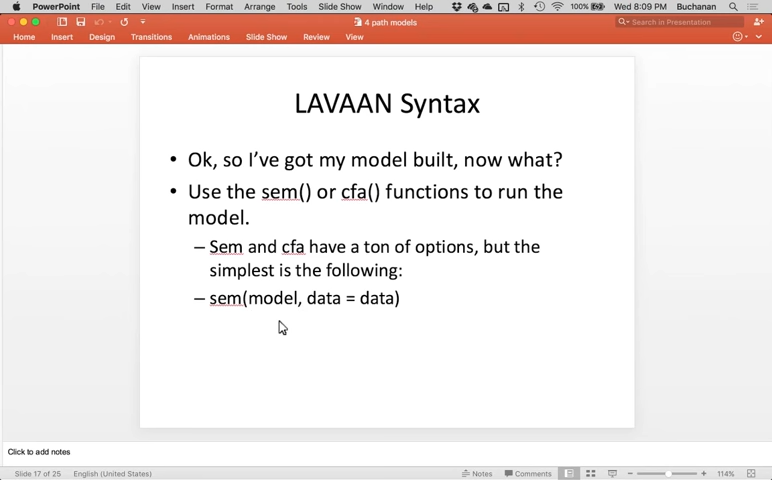 PowerPoint File Edit View Insert Format Arrange Tools Slide Show Window Help 100% Wed 8:09 PM Buchanan
4 path models
Search in Presentation
Home Insert Design Transitions Animations Slide Show Review View
LAVAAN Syntax
• Ok, so I've got my model built, now what?
• Use the sem() or cfa() functions to run the
model.
– Sem and cfa have a ton of options, but the
simplest is the following:
– sem(model, data = data)
Click to add notes
Slide 17 of 25 English (United States) Notes Comments 114%